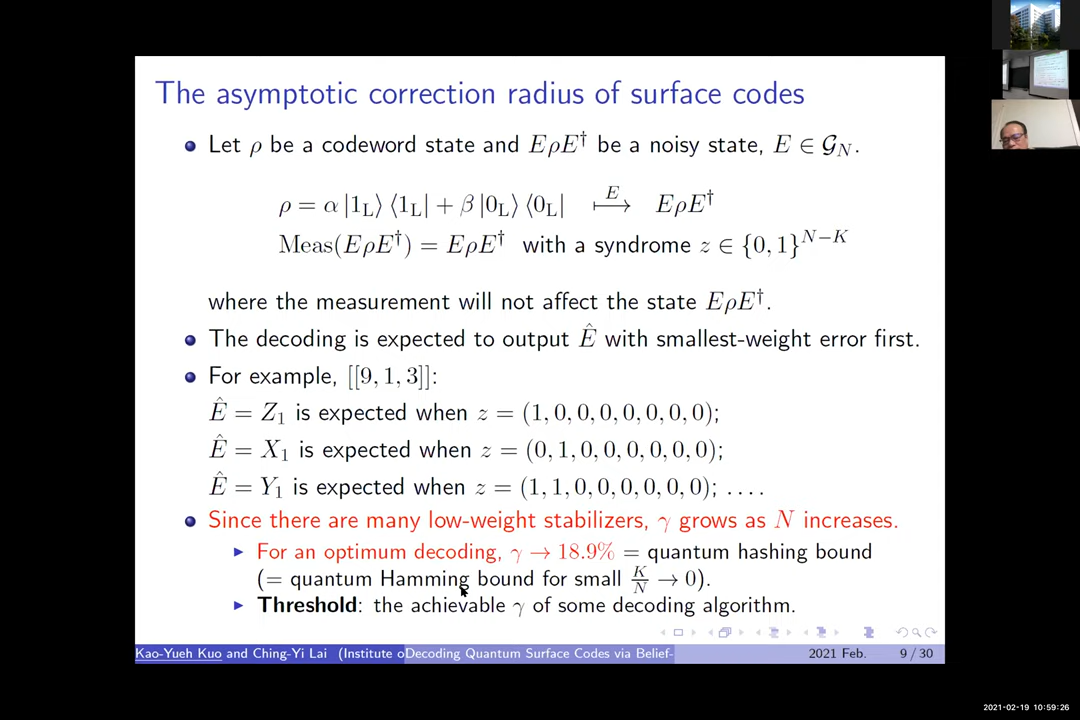 The asymptotic correction radius of surface codes
Let ρ be a codeword state and EρE† be a noisy state, E ∈ 𝒢_N.
ρ = α |1_L⟩ ⟨1_L| + β |0_L⟩ ⟨0_L| ⟼^E EρE†
Meas(EρE†) = EρE† with a syndrome z ∈ {0, 1}^{N−K}
where the measurement will not affect the state EρE†.
The decoding is expected to output Ê with smallest-weight error first.
For example, [[9, 1, 3]]:
Ê = Z₁ is expected when z = (1, 0, 0, 0, 0, 0, 0, 0);
Ê = X₁ is expected when z = (0, 1, 0, 0, 0, 0, 0, 0);
Ê = Y₁ is expected when z = (1, 1, 0, 0, 0, 0, 0, 0); ....
Since there are many low-weight stabilizers, γ grows as N increases.
For an optimum decoding, γ → 18.9% = quantum hashing bound
(= quantum Hamming bound for small K/N → 0).
Threshold: the achievable γ of some decoding algorithm.
Kao-Yueh Kuo and Ching-Yi Lai (Institute o Decoding Quantum Surface Codes via Belief- 2021 Feb. 9 / 30
2021-02-19 10:59:26